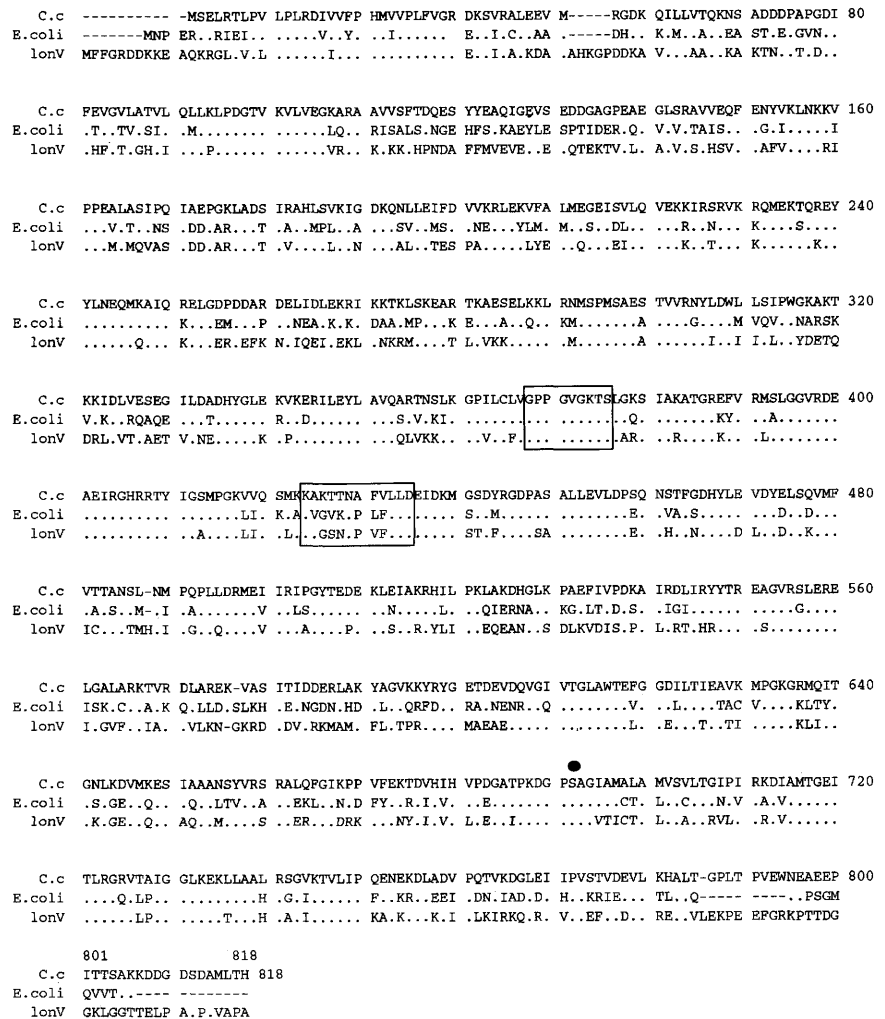 C.c ---------- -MSELRTLPV LPLRDIVVFP HMVVPLFVGR DKSVRALEEV M-----RGDK QILLVTQKNS ADDDPAPGDI 80
E.coli -------MNP ER..RIEI.. ....V..Y. ...I...... E..I.C..AA .-----DH.. K.M..A..EA ST.E.GVN..
lonV MFFGRDDKKE AQKRGL.V.L .....I.... .......... E..I.A.KDA .AHKGPDDKA V...AA..KA KTN..T.D..

C.c FEVGVLATVL QLLKLPDGTV KVLVEGKARA AVVSFTDQES YYEAQIGEVS EDDGAGPEAE GLSRAVVEQF ENYVKLNKKV 160
E.coli .T..TV.SI. .M........ .....LQ.. RISALS.NGE HFS.KAEYLE SPTIDER.Q. V.V.TAIS.. .G.I.....I
lonV .HF.T.GH.I ...P...... .....VR.. K.KK.HPNDA FFMVEVE..E .QTEKTV.L. A.V.S.HSV. .AFV....RI

C.c PPEALASIPQ IAEPGKLADS IRAHLSVKIG DKQNLLEIFD VVKRLEKVFA LMEGEISVLQ VEKKIRSRVK RQMEKTQREY 240
E.coli ...V.T..NS .DD.AR...T .A..MPL..A ...SV..MS. .NE...YLM. M..S..DL.. ...R..N... K....S....
lonV ...M.MQVAS .DD.AR...T .V....L..N ...AL..TES PA.....LYE ...Q...EI.. ....K..T... .K......K..

C.c YLNEQMKAIQ RELGDPDDAR DELIDLEKRI KKTKLSKEAR TKAESELKKL RNMSPMSAES TVVRNYLDWL LSIPWGKAKT 320
E.coli .......... K...EM...P ..NEA.K.K. DAA.MP...K E...A..Q.. KM.......A ....G....M VQV..NARSK
lonV .....Q.... K...ER.EFK N.IQEI.EKL .NKRM....T L.VKK..... .M.......A .......I.I I.L..YDETQ

C.c KKIDLVESEG ILDADHYGLE KVKERILEYL AVQARTNSLK GPILCLVGPP GVGKTSLGKS IAKATGREFV RMSLGGVRDE 400
E.coli V.K..RQAQE ...T...... R..D...... ...S.V.KI. .......... .......Q.. .....KY... ..A.......
lonV DRL.VT.AET V.NE.....K .P........ ....QLVKK. ...V..F... ......AR.. ...R....K. ..L.......

C.c AEIRGHRRTY IGSMPGKVVQ SMKKAKTTNA FVLLDEIDKM GSDYRGDPAS ALLEVLDPSQ NSTFGDHYLE VDYELSQVMF 480
E.coli .......... .......LI. K.A.VGVK.P LF........ S..M...... ........E. .VA.S..... ...D..D...
lonV .......... ...A...LI. .L...GSN.P VF...L.... ST.F...SA. ........E. ..H..N.... .D.L..D.K..

C.c VTTANSL-NM PQPLLDRMEI IRIPGYTEDE KLEIAKRHIL PKLAKDHGLK PAEFIVPDKA IRDLIRYYTR EAGVRSLERE 560
E.coli .A.S..M-.I .A.......V ..LS...... ...N.....L ...QIERNA. KG.LT.D.S. .IGI...... ......G....
lonV IC...TMH.I .G..Q....V ...A....P. ..S..R.YLI ...EQEAN..S DLKVDIS.P. L.RT.HR... ...S......

C.c LGALARKTVR DLAREK-VAS ITIDDERLAK YAGVKKYRYG ETDEVDQVGI VTGLAWTEFG GDILTIEAVK MPGKGRMQIT 640
E.coli ISK.C..A.K Q.LLD.SLKH .E.NGDN.HD .L..QRFD.. RA.NENR..Q ........V. .L....TACV .....KLTY.
lonV I.GVF...IA. ..VLKN-GKRD .DV.RKMAM. FL.TPR.... MAEAE..... .......... L..E...T..TI ....KLI..

C.c GNLKDVMKES IAAANSYVRS RALQFGIKPP VFEKTDVHIH VPDGATPKDG PSAGIAMALA MVSVLTGIPI RKDIAMTGEI 720
E.coli .S.GE...Q. ..Q..LTV..A ..EKL..N.D FY..R.I.V. ..E....... .......CT. L..C...N.V .A.V......
lonV .K.GE...Q. .AQ..M....S ..ER...DRK ...NY.I.V. L.E...I... .....VTICT. L..A..RVL. .R.V......

C.c TLRGRVTAIG GLKEKLLAAL RSGVKTVLIP QENEKDLADV PQTVKDGLEI IPVSTVDEVL KHALT-GPLT PVEWNEAEEP 800
E.coli ....Q.LP.. ........H .G.I...... F..KR..EEI .DN.IAD.D. H..KRIE... TL..Q----- -----..PSGM
lonV ......LP.. .....T..H .A.I...... KA.K...K.I .LKIRKQ.R. V..EF..D.. RE..VLEKPE EFGRKPTTDG

801 818
C.c ITTSAKKDDG DSDAMLTH 818
E.coli QVVT..---- --------
lonV GKLGGTTELP A.P.VAPA